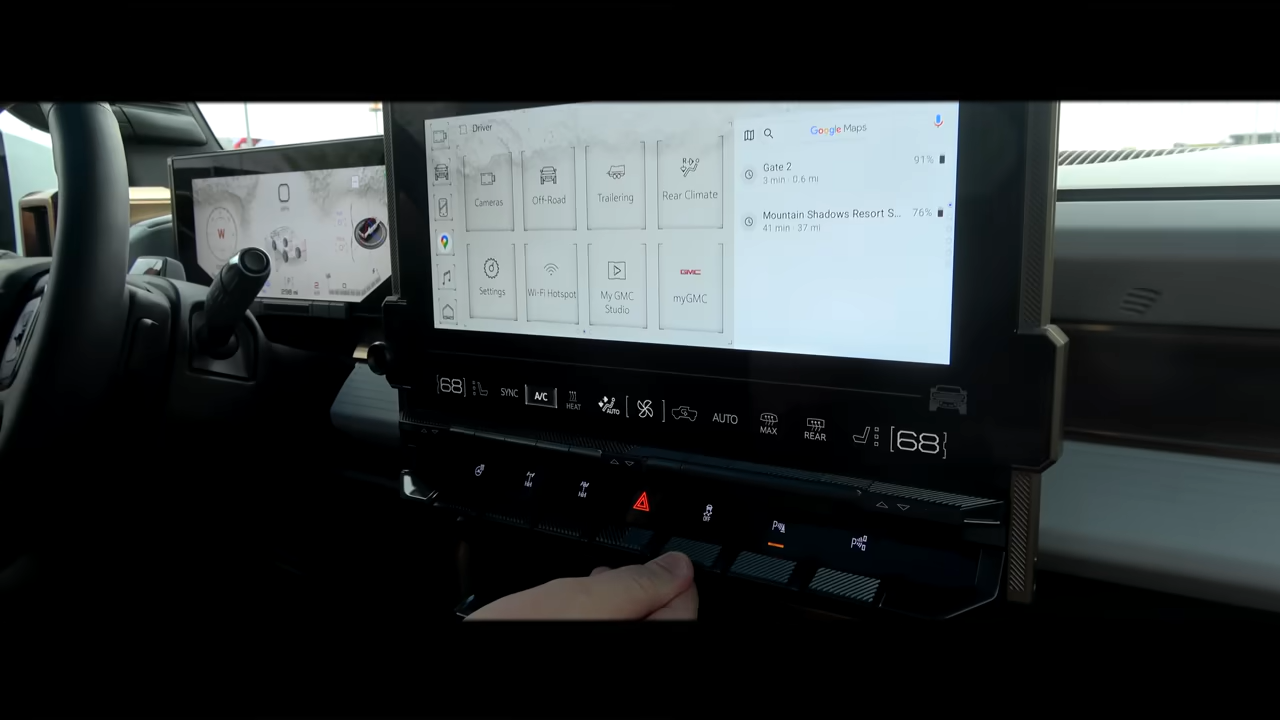 Driver
Cameras
Off-Road
Trailering
Rear Climate
Settings
Wi-Fi Hotspot
My GMC
Studio
GMC
myGMC
Google Maps
Gate 2
91%
3 min · 0.6 mi
Mountain Shadows Resort S...
76%
41 min · 37 mi
W
68
SYNC
A/C
HEAT
AUTO
AUTO
MAX
REAR
68
OFF
P
P